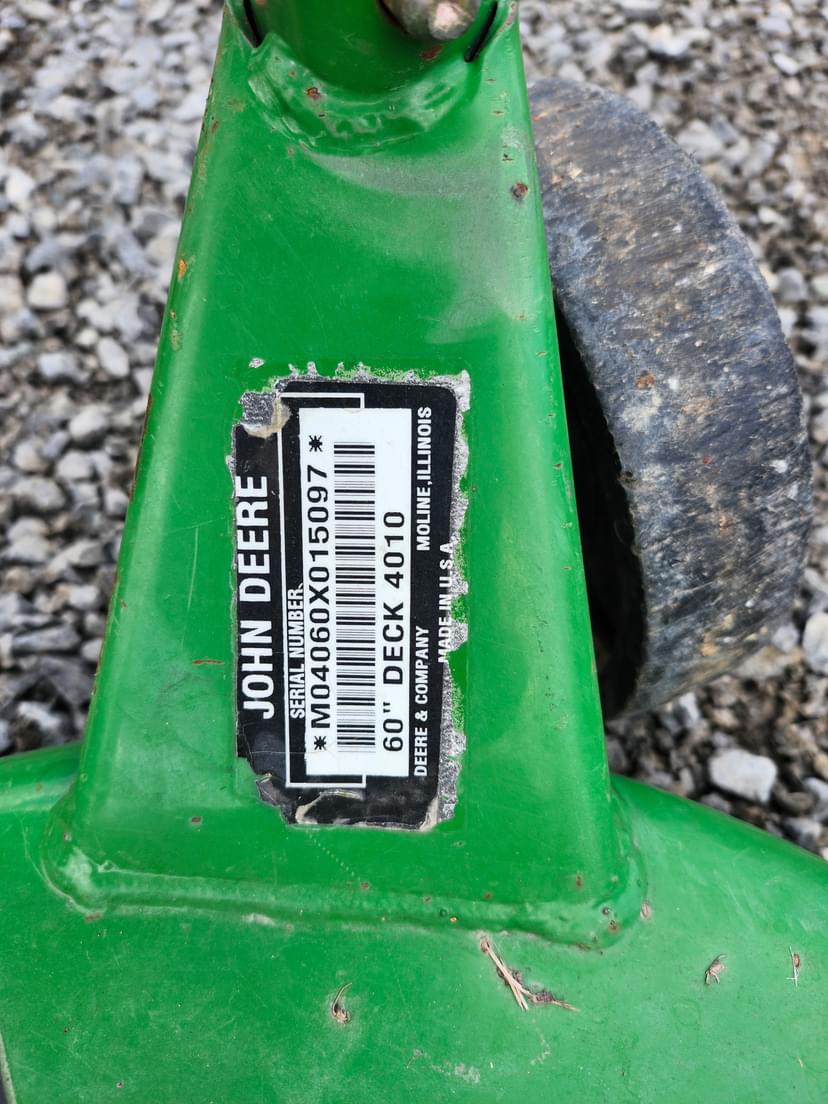 JOHN DEERE
SERIAL NUMBER
*M04060X015097 *
60" DECK 4010
DEERE & COMPANY MOLINE, ILLINOIS
MADE IN U.S.A.